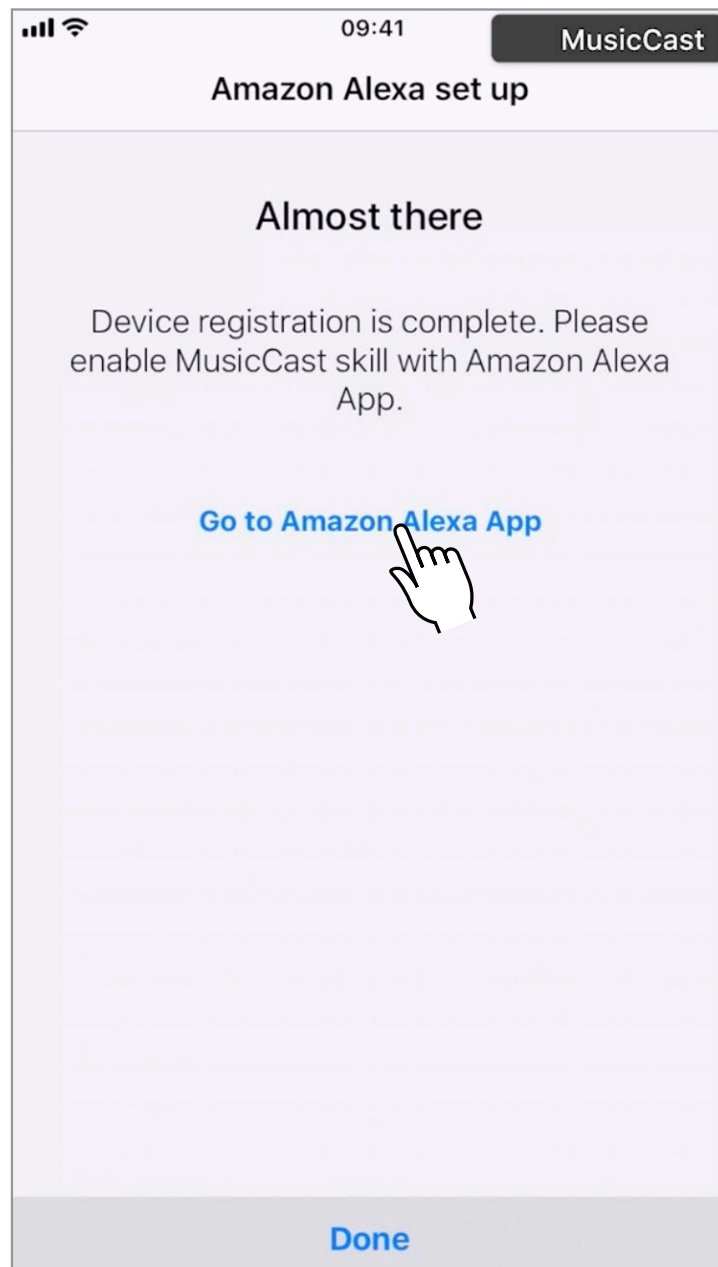 09:41
MusicCast
Amazon Alexa set up
Almost there
Device registration is complete. Please
enable MusicCast skill with Amazon Alexa
App.
Go to Amazon Alexa App
Done